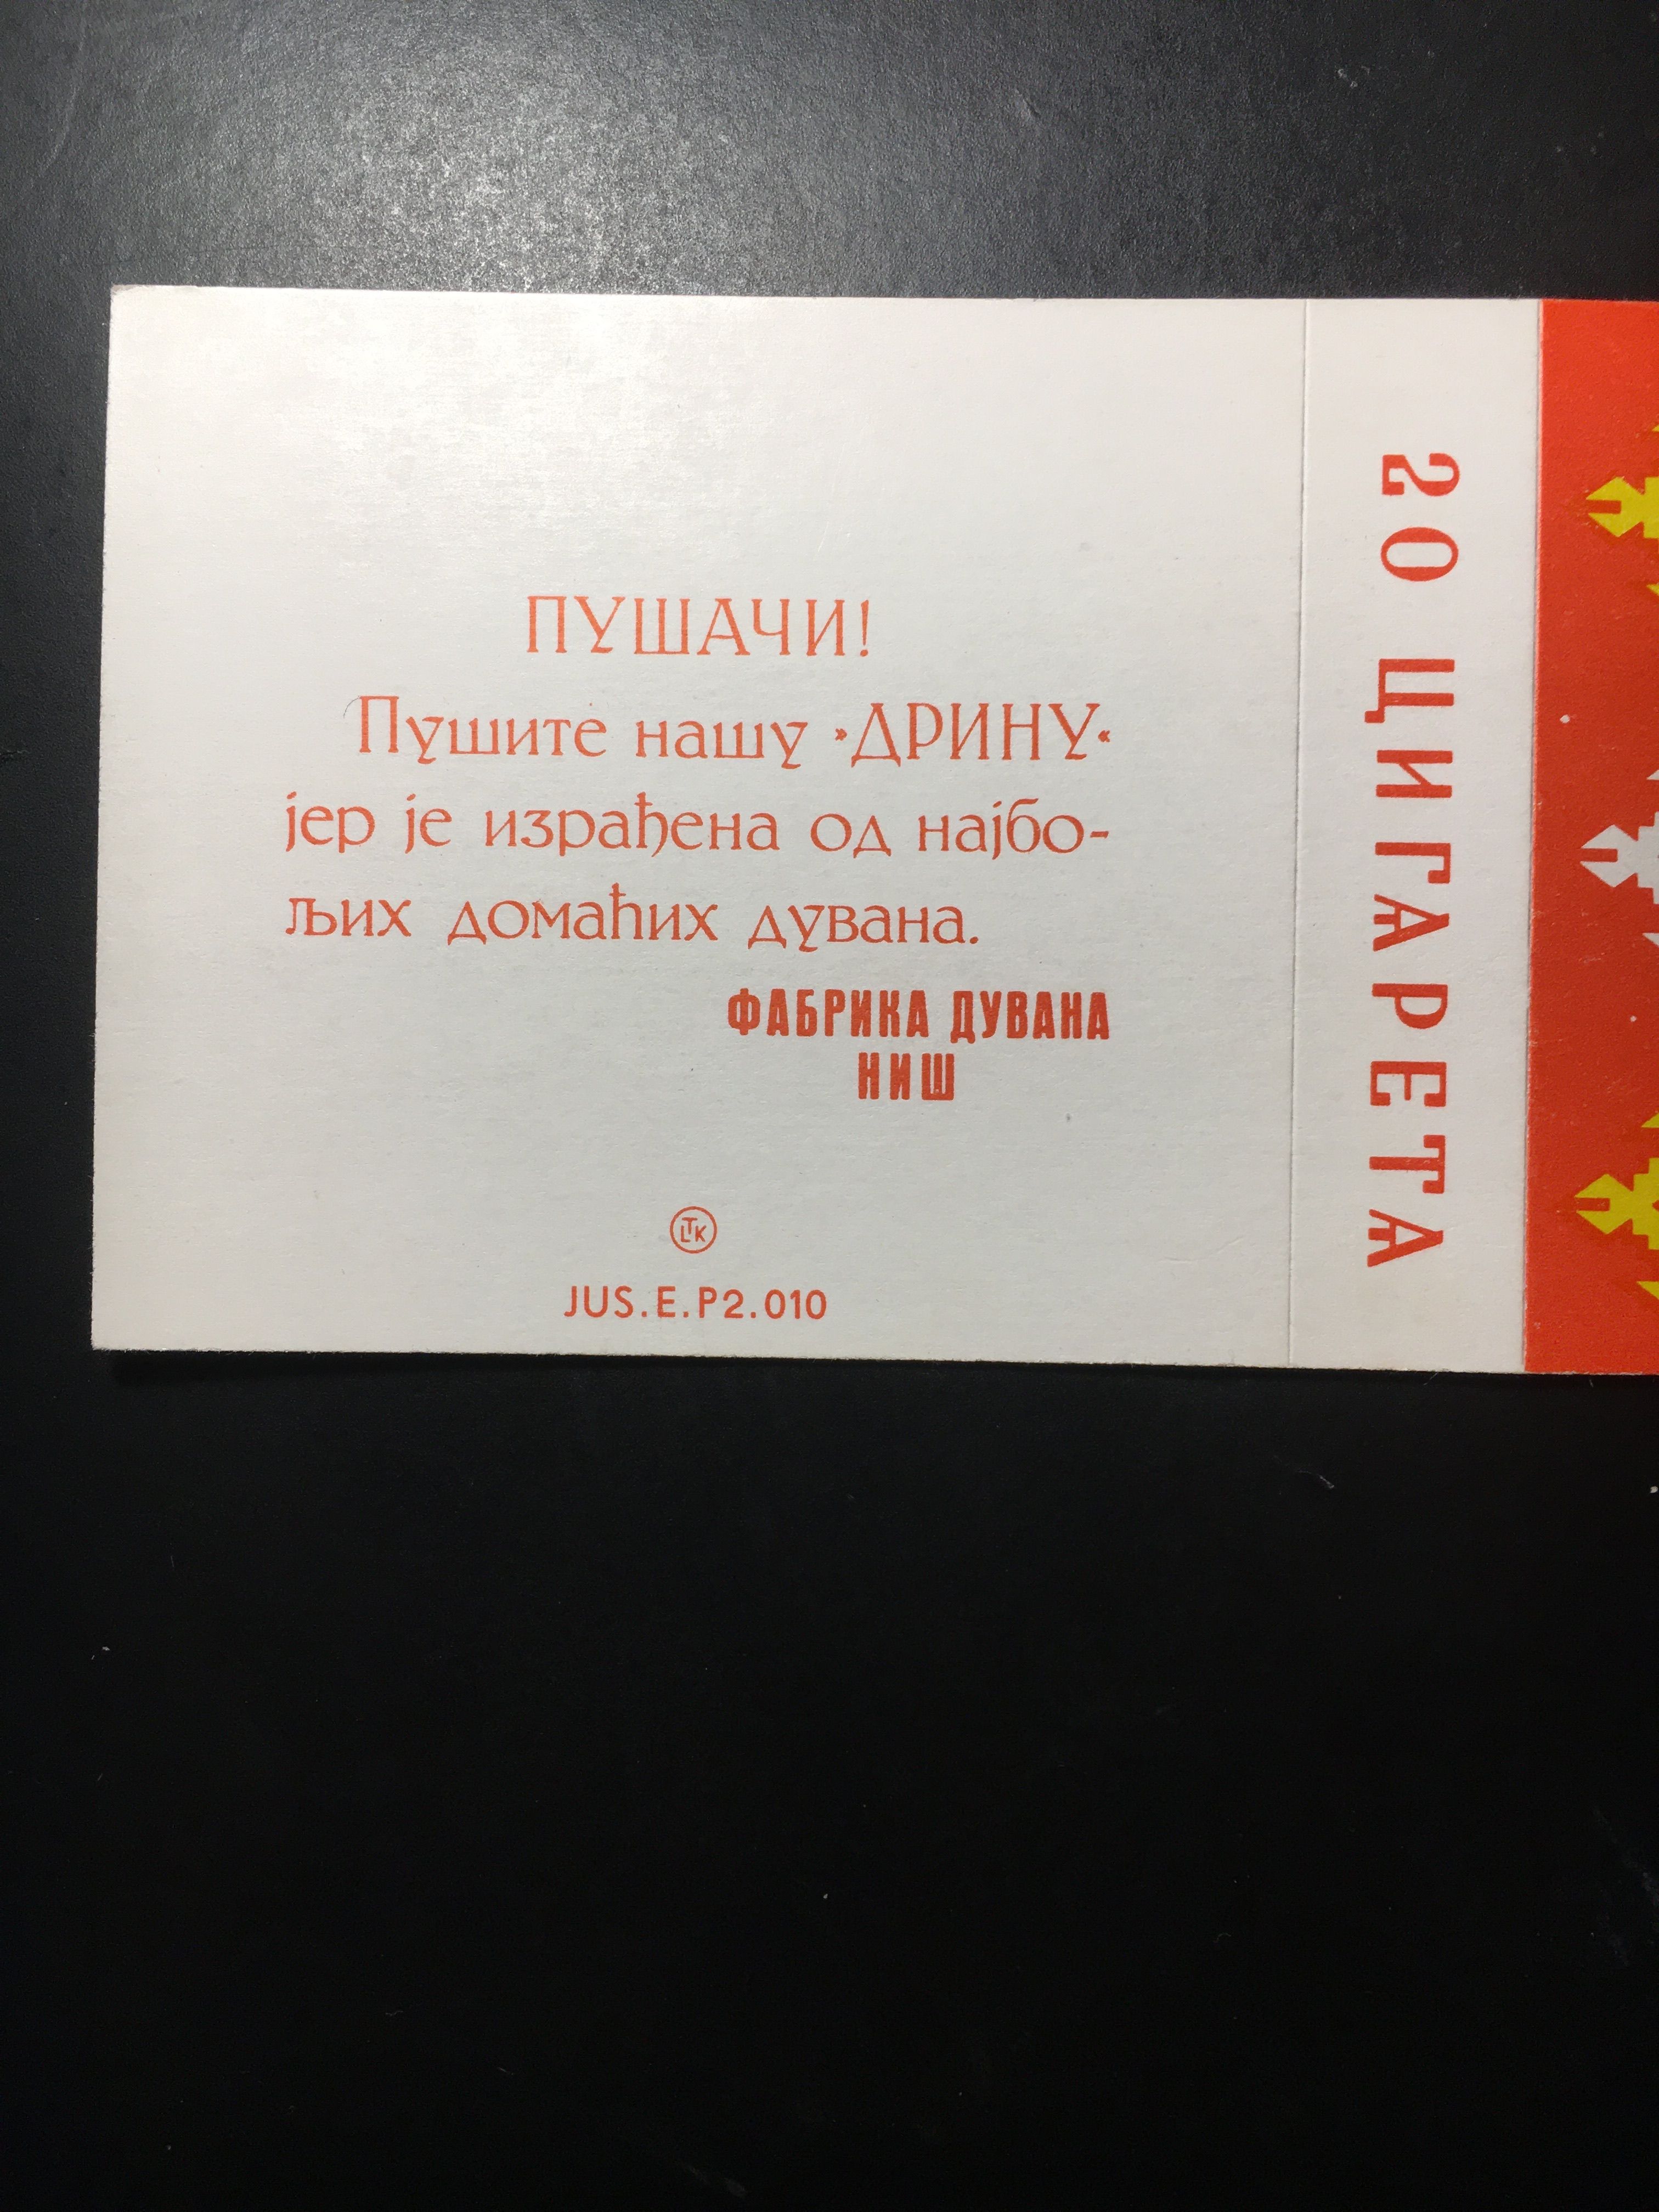 ПУШАЧИ!
Пушите нашу »ДРИНУ«
јер је израђена од најбо-
љих домаћих дувана.
ФАБРИКА ДУВАНА
НИШ
LTK
JUS.E.P2.010
20 ЦИГАРЕТА